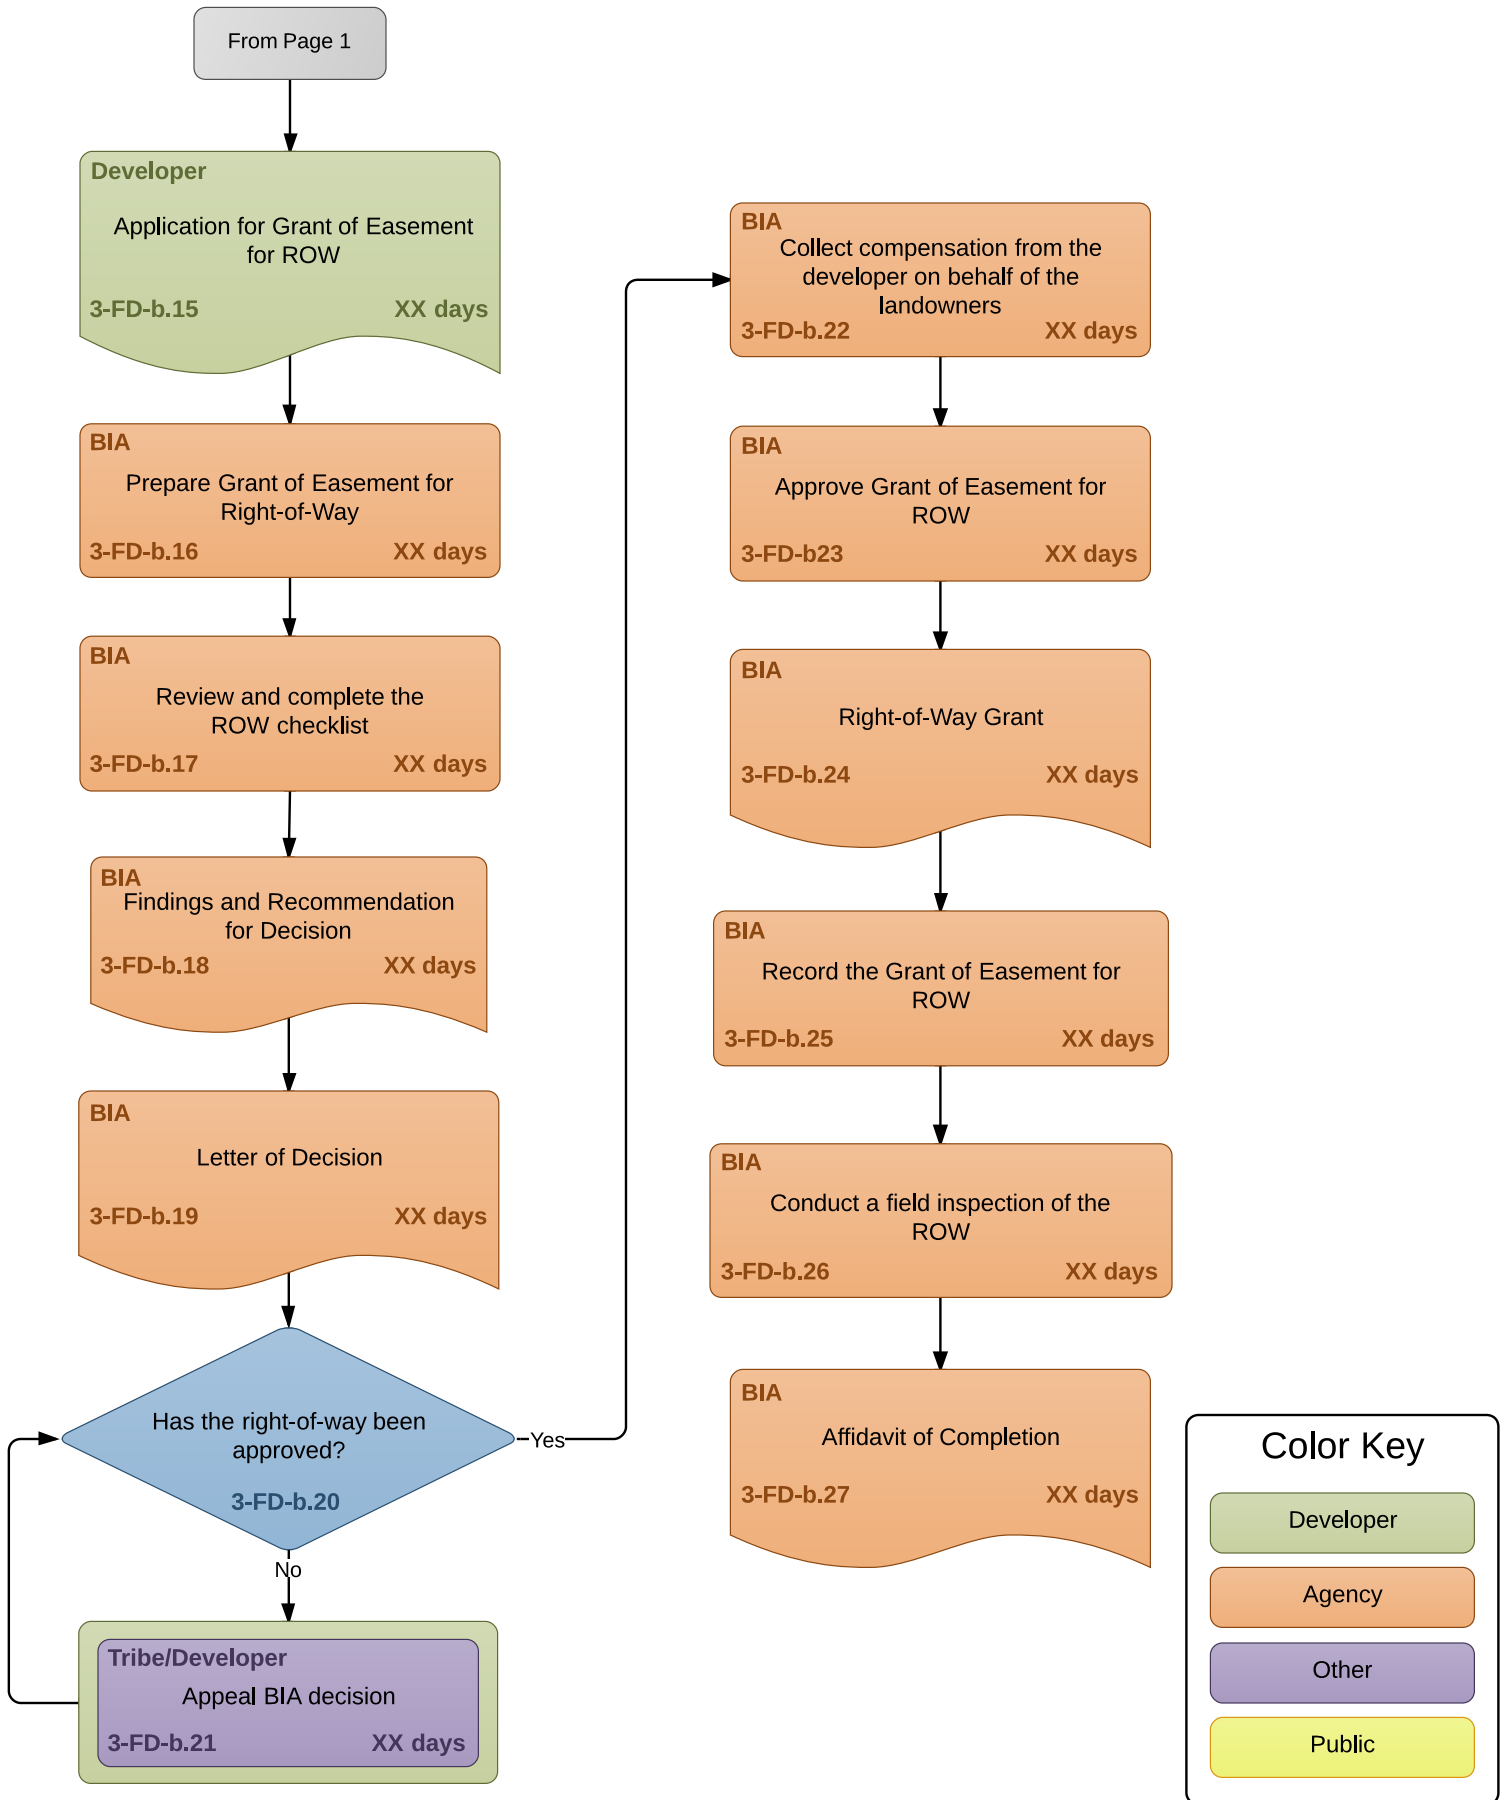 From Page 1
Developer
Application for Grant of Easement
for ROW
3-FD-b.15 XX days
BIA
Prepare Grant of Easement for
Right-of-Way
3-FD-b.16 XX days
BIA
Review and complete the
ROW checklist
3-FD-b.17 XX days
BIA
Findings and Recommendation
for Decision
3-FD-b.18 XX days
BIA
Letter of Decision
3-FD-b.19 XX days
Has the right-of-way been
approved?
3-FD-b.20
Yes
No
Tribe/Developer
Appeal BIA decision
3-FD-b.21 XX days
BIA
Collect compensation from the
developer on behalf of the
landowners
3-FD-b.22 XX days
BIA
Approve Grant of Easement for
ROW
3-FD-b23 XX days
BIA
Right-of-Way Grant
3-FD-b.24 XX days
BIA
Record the Grant of Easement for
ROW
3-FD-b.25 XX days
BIA
Conduct a field inspection of the
ROW
3-FD-b.26 XX days
BIA
Affidavit of Completion
3-FD-b.27 XX days
Color Key
Developer
Agency
Other
Public